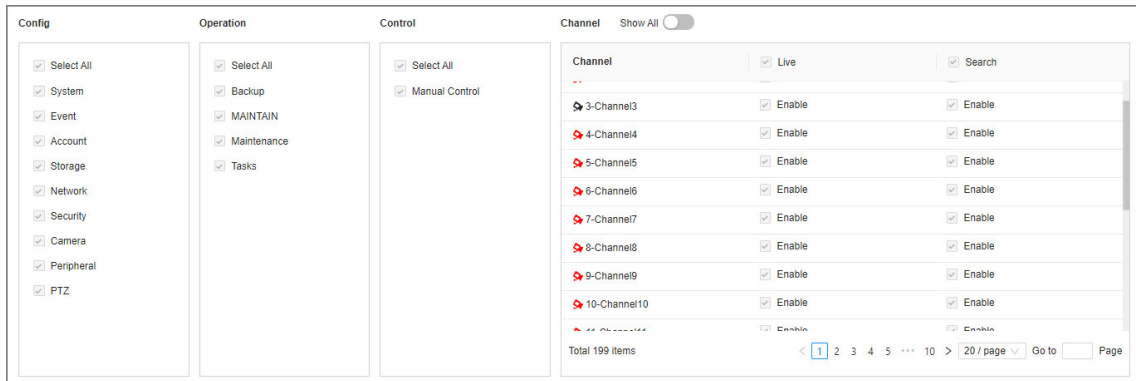 Config
Operation
Control
Channel Show All
Select All
System
Event
Account
Storage
Network
Security
Camera
Peripheral
PTZ
Select All
Backup
MAINTAIN
Maintenance
Tasks
Select All
Manual Control
Channel Live Search
3-Channel3 Enable Enable
4-Channel4 Enable Enable
5-Channel5 Enable Enable
6-Channel6 Enable Enable
7-Channel7 Enable Enable
8-Channel8 Enable Enable
9-Channel9 Enable Enable
10-Channel10 Enable Enable
11-Channel11 Enable Enable
Total 199 items < 1 2 3 4 5 ••• 10 > 20 / page Go to Page